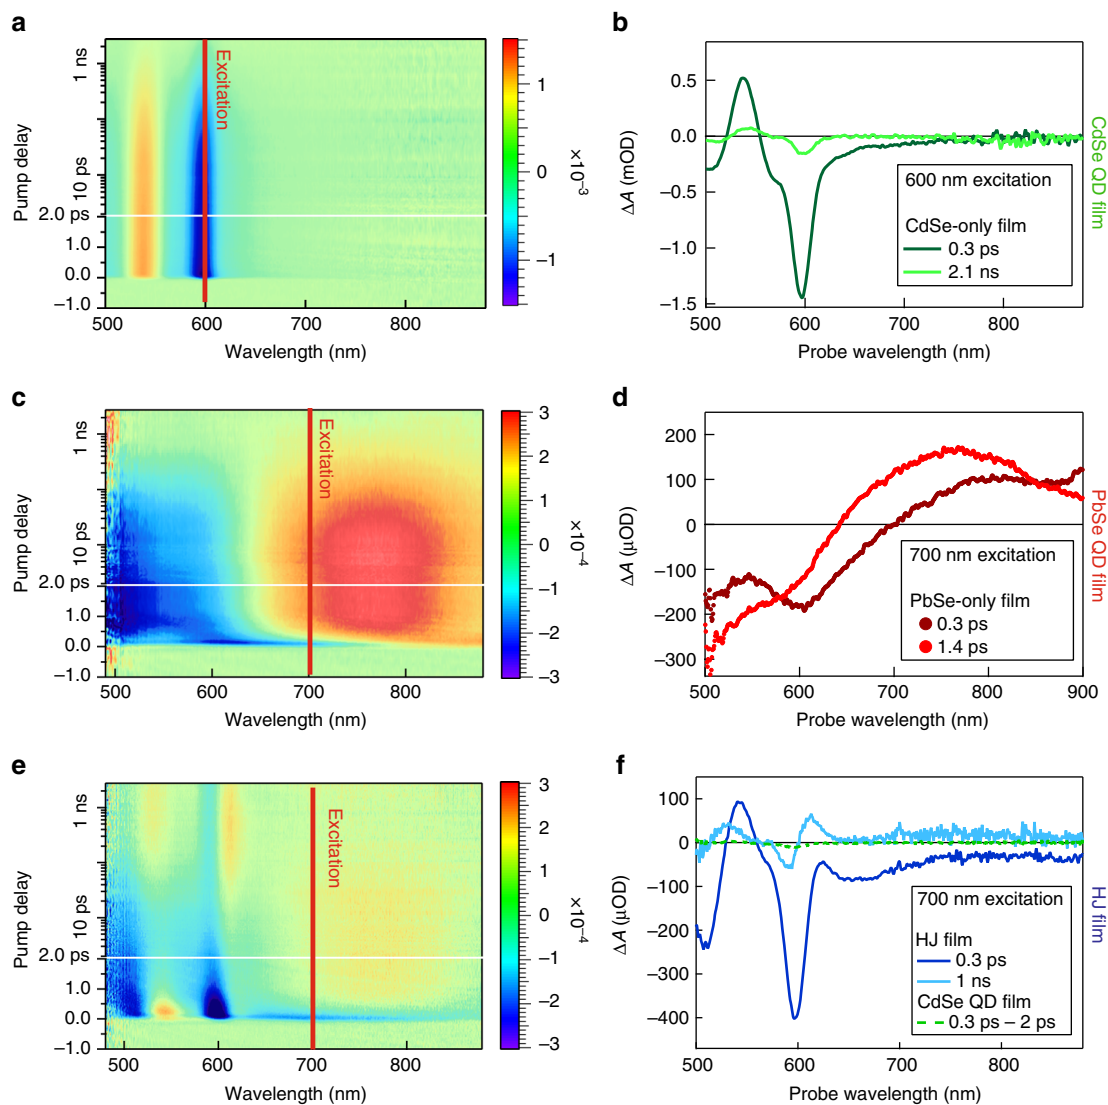 a
1 ns
10 ps
2.0 ps
1.0
0.0
−1.0
Pump delay
Excitation
500
600
700
800
Wavelength (nm)
1
0
−1
×10−3
b
0.5
0.0
−0.5
−1.0
−1.5
ΔA (mOD)
600 nm excitation
CdSe-only film
0.3 ps
2.1 ns
500
600
700
800
Probe wavelength (nm)
CdSe QD film
c
1 ns
10 ps
2.0 ps
1.0
0.0
−1.0
Pump delay
Excitation
500
600
700
800
Wavelength (nm)
3
2
1
0
−1
−2
−3
×10−4
d
200
100
0
−100
−200
−300
ΔA (μOD)
700 nm excitation
PbSe-only film
0.3 ps
1.4 ps
500
600
700
800
900
Probe wavelength (nm)
PbSe QD film
e
1 ns
10 ps
2.0 ps
1.0
0.0
−1.0
Pump delay
Excitation
500
600
700
800
Wavelength (nm)
3
2
1
0
−1
−2
−3
×10−4
f
100
0
−100
−200
−300
−400
ΔA (μOD)
700 nm excitation
HJ film
0.3 ps
1 ns
CdSe QD film
0.3 ps – 2 ps
500
600
700
800
Probe wavelength (nm)
HJ film